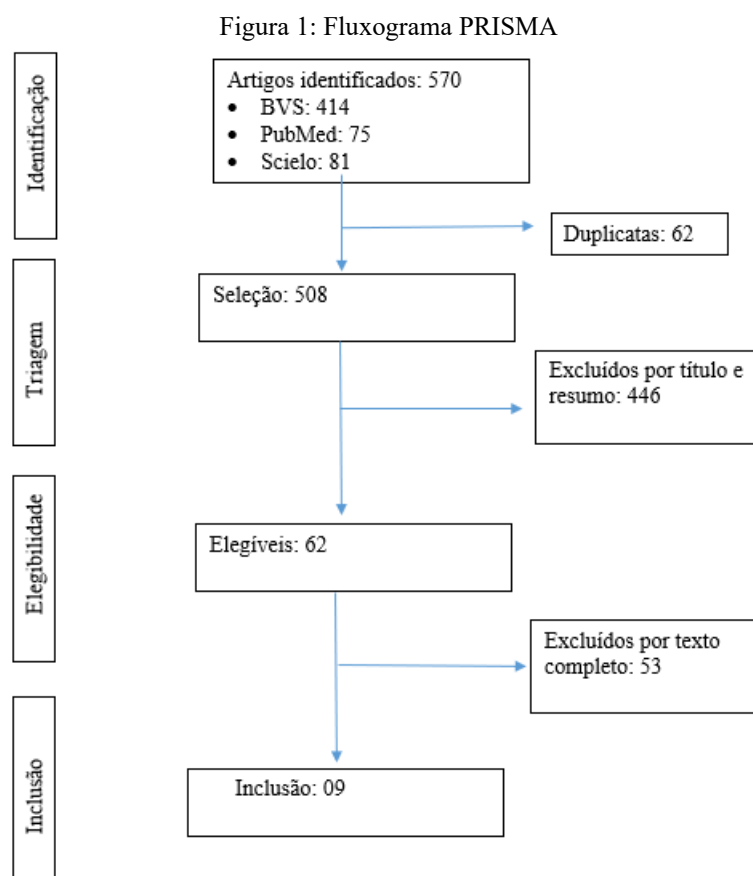 Figura 1: Fluxograma PRISMA
Identificação
Artigos identificados: 570
• BVS: 414
• PubMed: 75
• Scielo: 81
Duplicatas: 62
Triagem
Seleção: 508
Excluídos por título e
resumo: 446
Elegibilidade
Elegíveis: 62
Excluídos por texto
completo: 53
Inclusão
Inclusão: 09